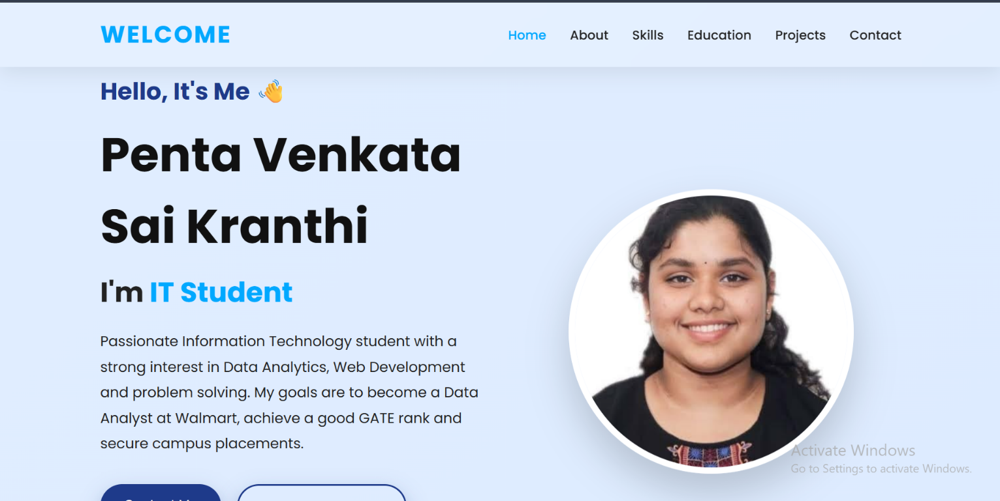 WELCOME
Home About Skills Education Projects Contact
Hello, It's Me 👋
Penta Venkata
Sai Kranthi
I'm IT Student
Passionate Information Technology student with a
strong interest in Data Analytics, Web Development
and problem solving. My goals are to become a Data
Analyst at Walmart, achieve a good GATE rank and
secure campus placements.
Activate Windows
Go to Settings to activate Windows.